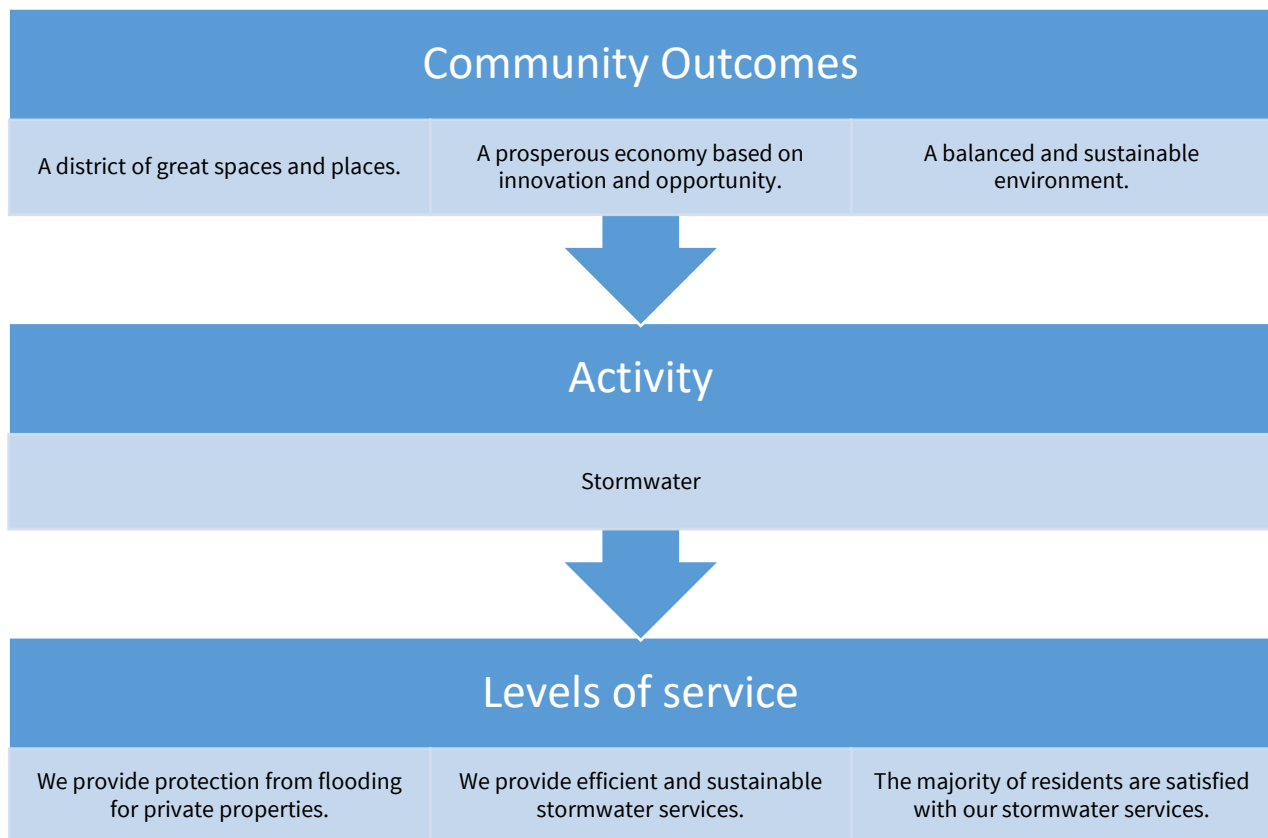 Community Outcomes
A district of great spaces and places.
A prosperous economy based on
innovation and opportunity.
A balanced and sustainable
environment.
Activity
Stormwater
Levels of service
We provide protection from flooding
for private properties.
We provide efficient and sustainable
stormwater services.
The majority of residents are satisfied
with our stormwater services.